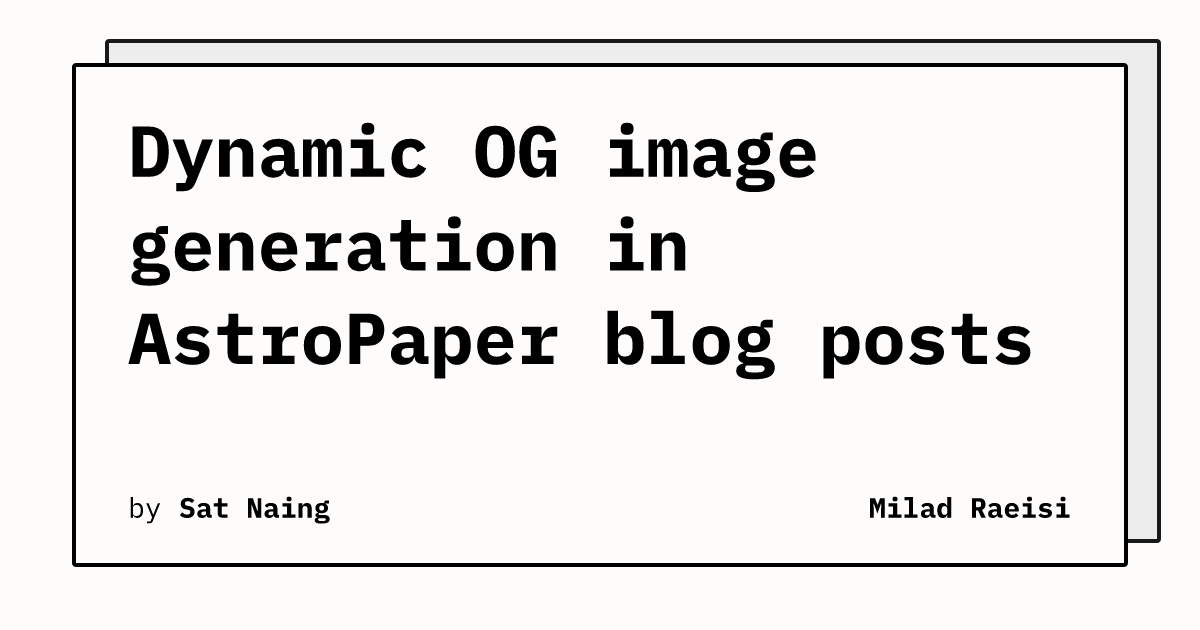 Dynamic OG image
generation in
AstroPaper blog posts
by Sat Naing
Milad Raeisi